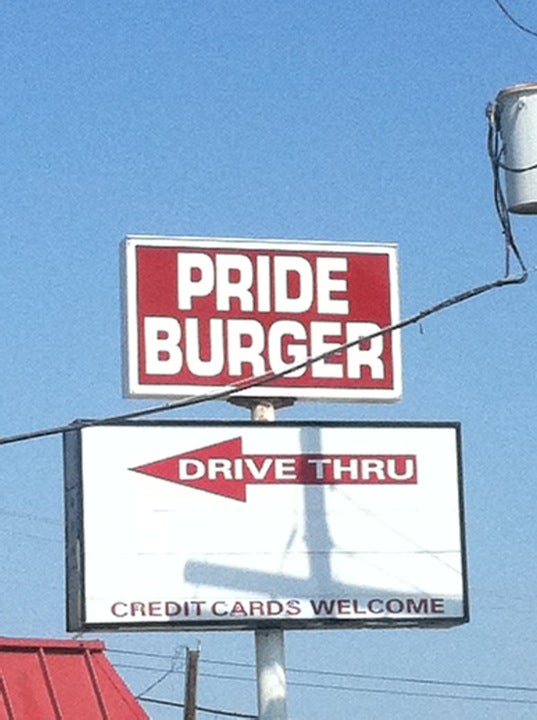 PRIDE
BURGER
DRIVE THRU
CREDIT CARDS WELCOME